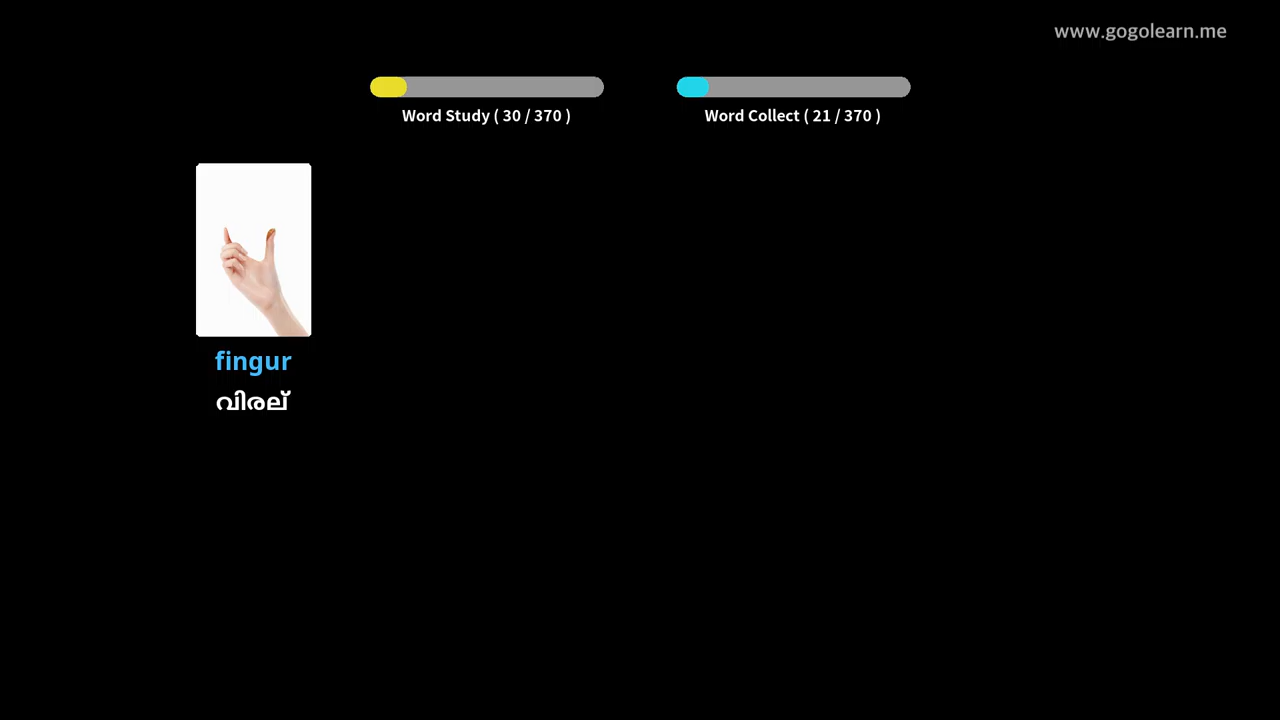 www.gogolearn.me
Word Study ( 30 / 370 )
Word Collect ( 21 / 370 )
fingur
വിരല്